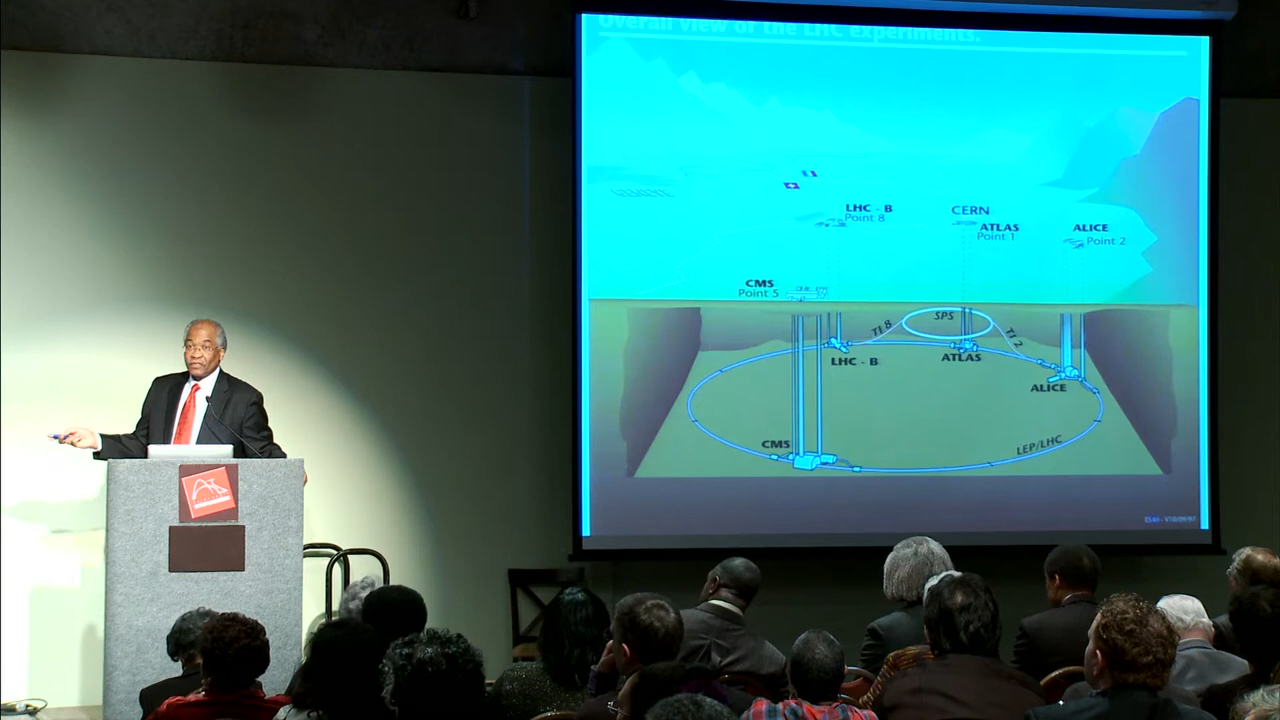 Overall view of the LHC experiments.
LHC - B
Point 8
CERN
ATLAS
Point 1
ALICE
Point 2
CMS
Point 5
SPS
TI 8
TI 2
LHC - B
ATLAS
ALICE
CMS
LEP/LHC